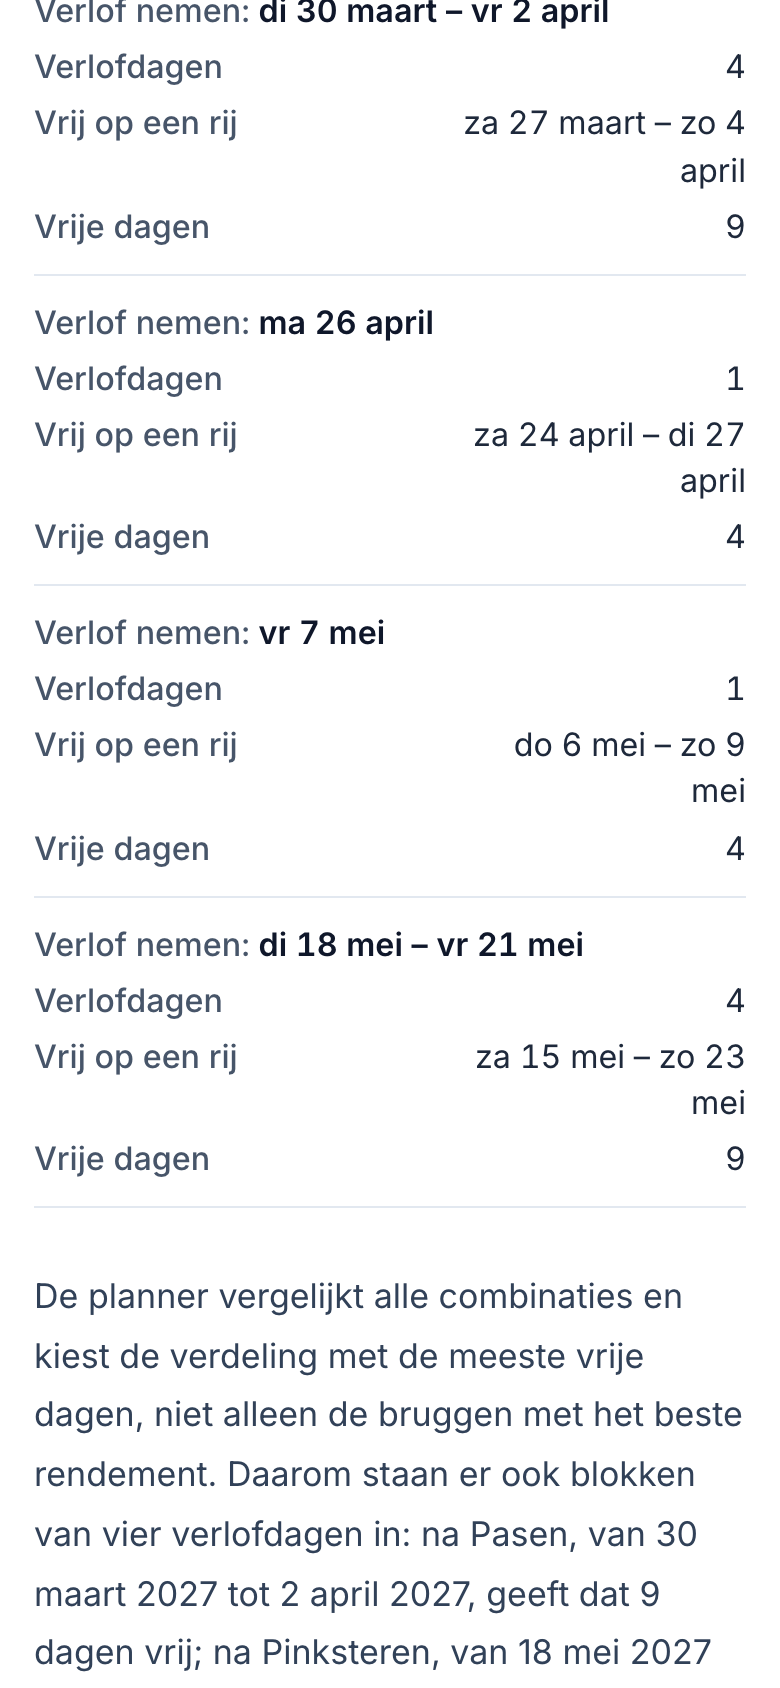 Verlof nemen: di 30 maart – vr 2 april
Verlofdagen 4
Vrij op een rij za 27 maart – zo 4
april
Vrije dagen 9
Verlof nemen: ma 26 april
Verlofdagen 1
Vrij op een rij za 24 april – di 27
april
Vrije dagen 4
Verlof nemen: vr 7 mei
Verlofdagen 1
Vrij op een rij do 6 mei – zo 9
mei
Vrije dagen 4
Verlof nemen: di 18 mei – vr 21 mei
Verlofdagen 4
Vrij op een rij za 15 mei – zo 23
mei
Vrije dagen 9
De planner vergelijkt alle combinaties en
kiest de verdeling met de meeste vrije
dagen, niet alleen de bruggen met het beste
rendement. Daarom staan er ook blokken
van vier verlofdagen in: na Pasen, van 30
maart 2027 tot 2 april 2027, geeft dat 9
dagen vrij; na Pinksteren, van 18 mei 2027